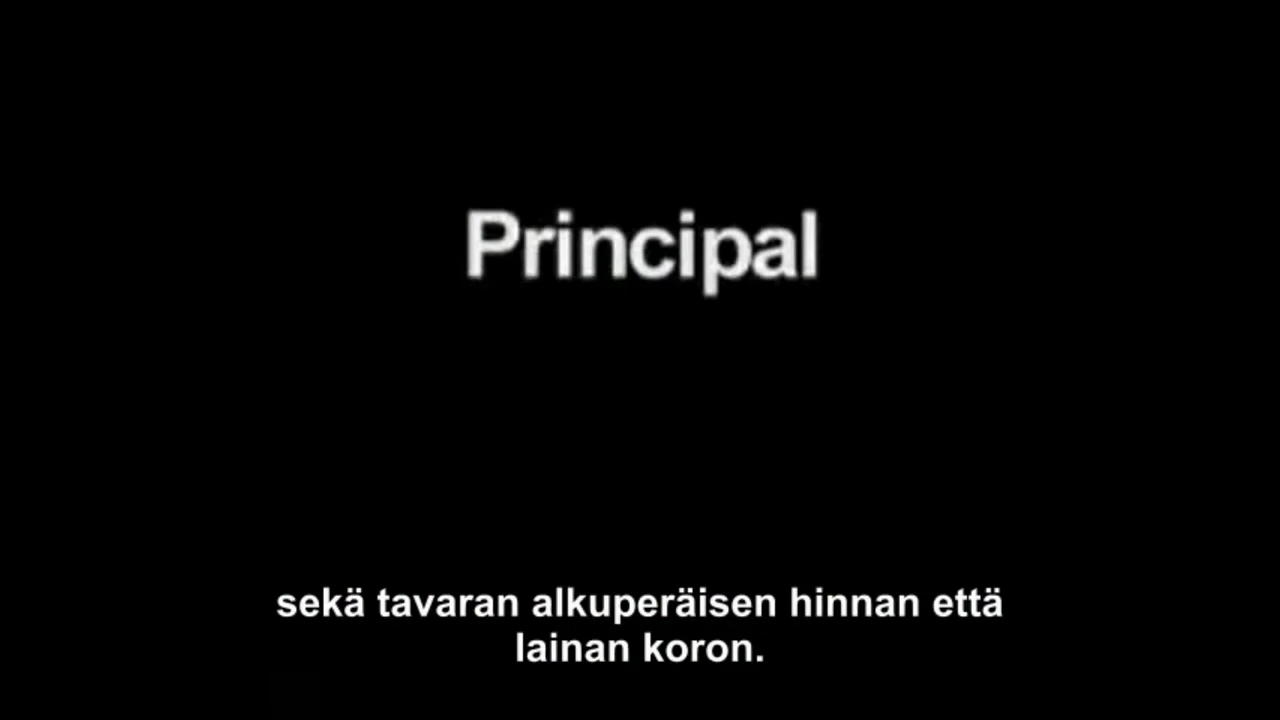 Principal
sekä tavaran alkuperäisen hinnan että
lainan koron.